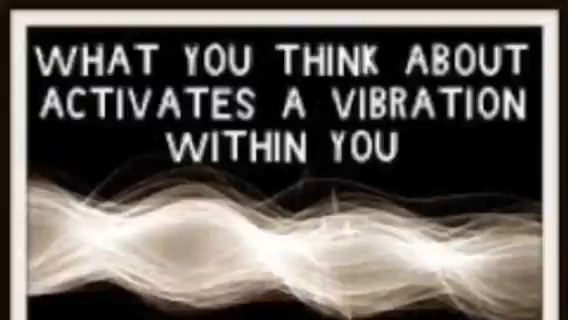 WHAT YOU THINK ABOUT
ACTIVATES A VIBRATION
WITHIN YOU